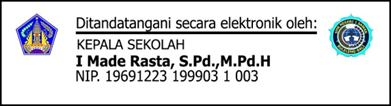 Ditandatangani secara elektronik oleh:
KEPALA SEKOLAH
I Made Rasta, S.Pd.,M.Pd.H
NIP. 19691223 199903 1 003